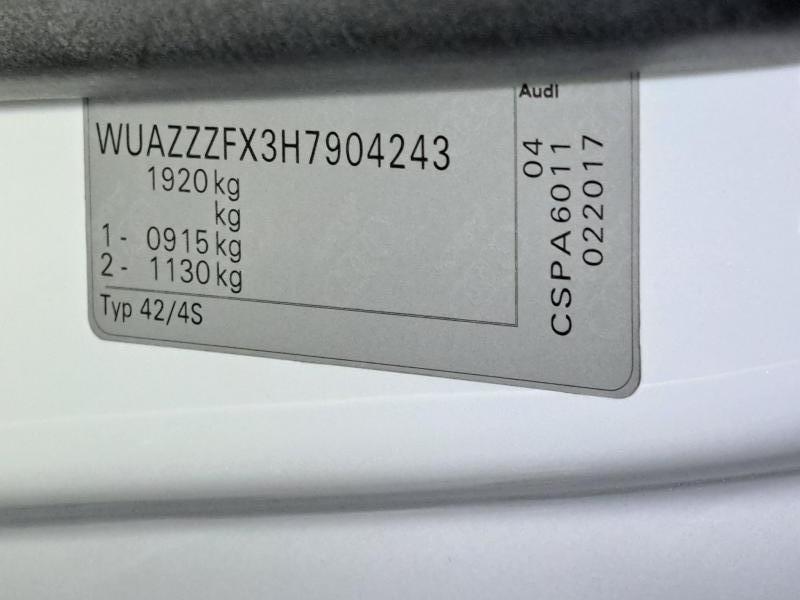 WUAZZZFX3H7904243
1920 kg
kg
1 - 0915 kg
2 - 1130 kg
Typ 42/4S
Audi
04
CSPA6011
022017